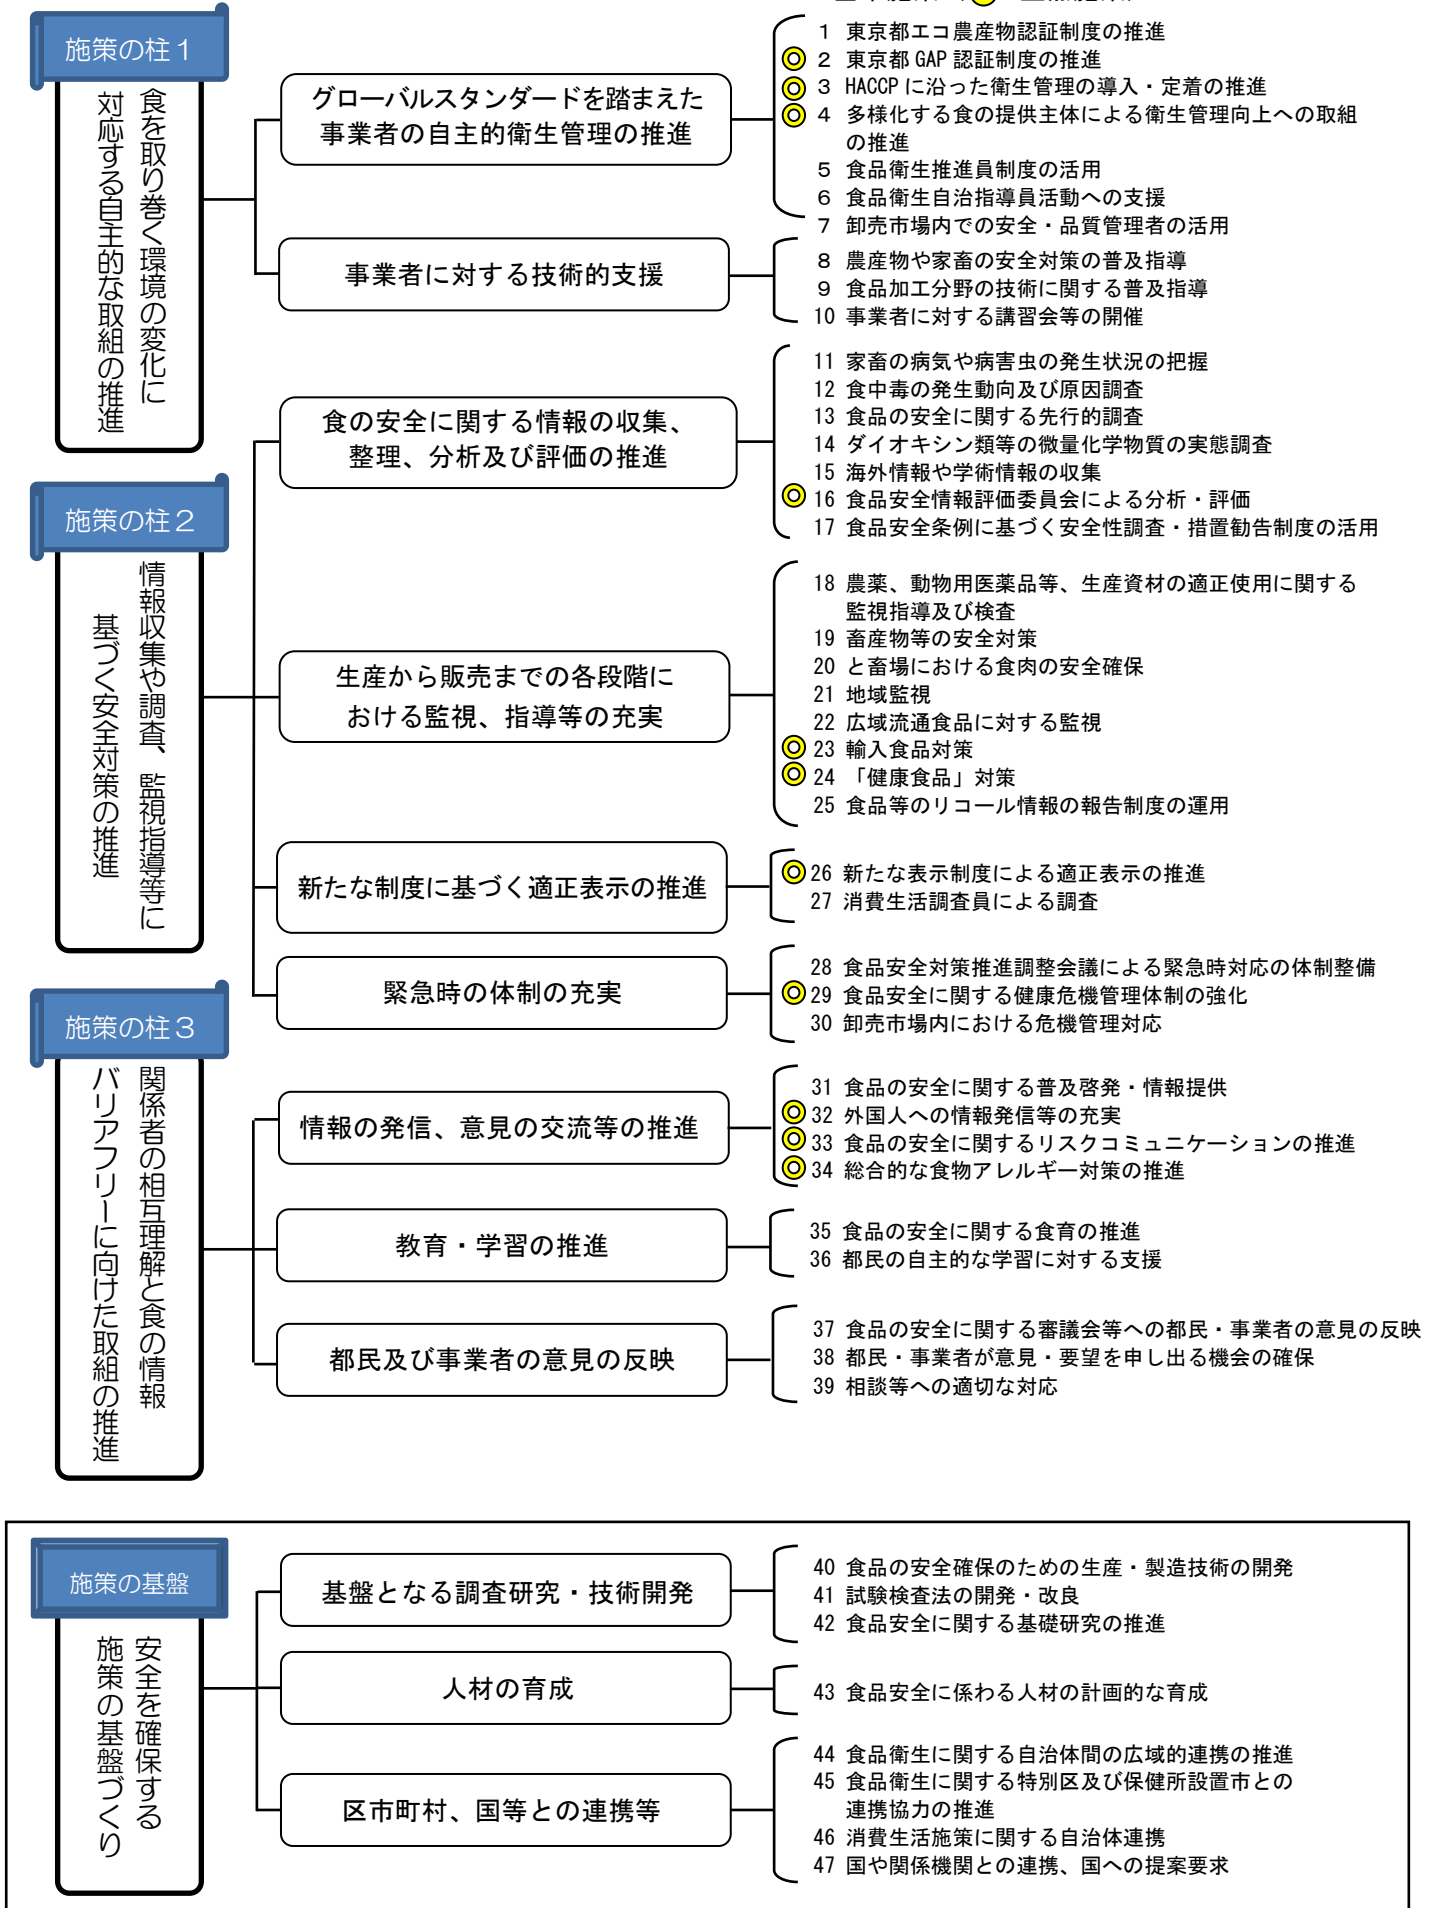 施策の柱１
食を取り巻く環境の変化に
対応する自主的な取組の推進
グローバルスタンダードを踏まえた
事業者の自主的衛生管理の推進
1 東京都エコ農産物認証制度の推進
◎ 2 東京都 GAP 認証制度の推進
◎ 3 HACCP に沿った衛生管理の導入・定着の推進
◎ 4 多様化する食の提供主体による衛生管理向上への取組
の推進
5 食品衛生推進員制度の活用
6 食品衛生自治指導員活動への支援
7 卸売市場内での安全・品質管理者の活用
事業者に対する技術的支援
8 農産物や家畜の安全対策の普及指導
9 食品加工分野の技術に関する普及指導
10 事業者に対する講習会等の開催
施策の柱２
情報収集や調査、監視指導等に
基づく安全対策の推進
食の安全に関する情報の収集、
整理、分析及び評価の推進
11 家畜の病気や病害虫の発生状況の把握
12 食中毒の発生動向及び原因調査
13 食品の安全に関する先行的調査
14 ダイオキシン類等の微量化学物質の実態調査
15 海外情報や学術情報の収集
◎ 16 食品安全情報評価委員会による分析・評価
17 食品安全条例に基づく安全性調査・措置勧告制度の活用
生産から販売までの各段階に
おける監視、指導等の充実
18 農薬、動物用医薬品等、生産資材の適正使用に関する
監視指導及び検査
19 畜産物等の安全対策
20 と畜場における食肉の安全確保
21 地域監視
22 広域流通食品に対する監視
◎ 23 輸入食品対策
◎ 24 「健康食品」対策
25 食品等のリコール情報の報告制度の運用
新たな制度に基づく適正表示の推進
◎ 26 新たな表示制度による適正表示の推進
27 消費生活調査員による調査
緊急時の体制の充実
28 食品安全対策推進調整会議による緊急時対応の体制整備
◎ 29 食品安全に関する健康危機管理体制の強化
30 卸売市場内における危機管理対応
施策の柱３
関係者の相互理解と食の情報
バリアフリーに向けた取組の推進
情報の発信、意見の交流等の推進
31 食品の安全に関する普及啓発・情報提供
◎ 32 外国人への情報発信等の充実
◎ 33 食品の安全に関するリスクコミュニケーションの推進
◎ 34 総合的な食物アレルギー対策の推進
教育・学習の推進
35 食品の安全に関する食育の推進
36 都民の自主的な学習に対する支援
都民及び事業者の意見の反映
37 食品の安全に関する審議会等への都民・事業者の意見の反映
38 都民・事業者が意見・要望を申し出る機会の確保
39 相談等への適切な対応
施策の基盤
安全を確保する
施策の基盤づくり
基盤となる調査研究・技術開発
40 食品の安全確保のための生産・製造技術の開発
41 試験検査法の開発・改良
42 食品安全に関する基礎研究の推進
人材の育成
43 食品安全に係わる人材の計画的な育成
区市町村、国等との連携等
44 食品衛生に関する自治体間の広域的連携の推進
45 食品衛生に関する特別区及び保健所設置市との
連携協力の推進
46 消費生活施策に関する自治体連携
47 国や関係機関との連携、国への提案要求